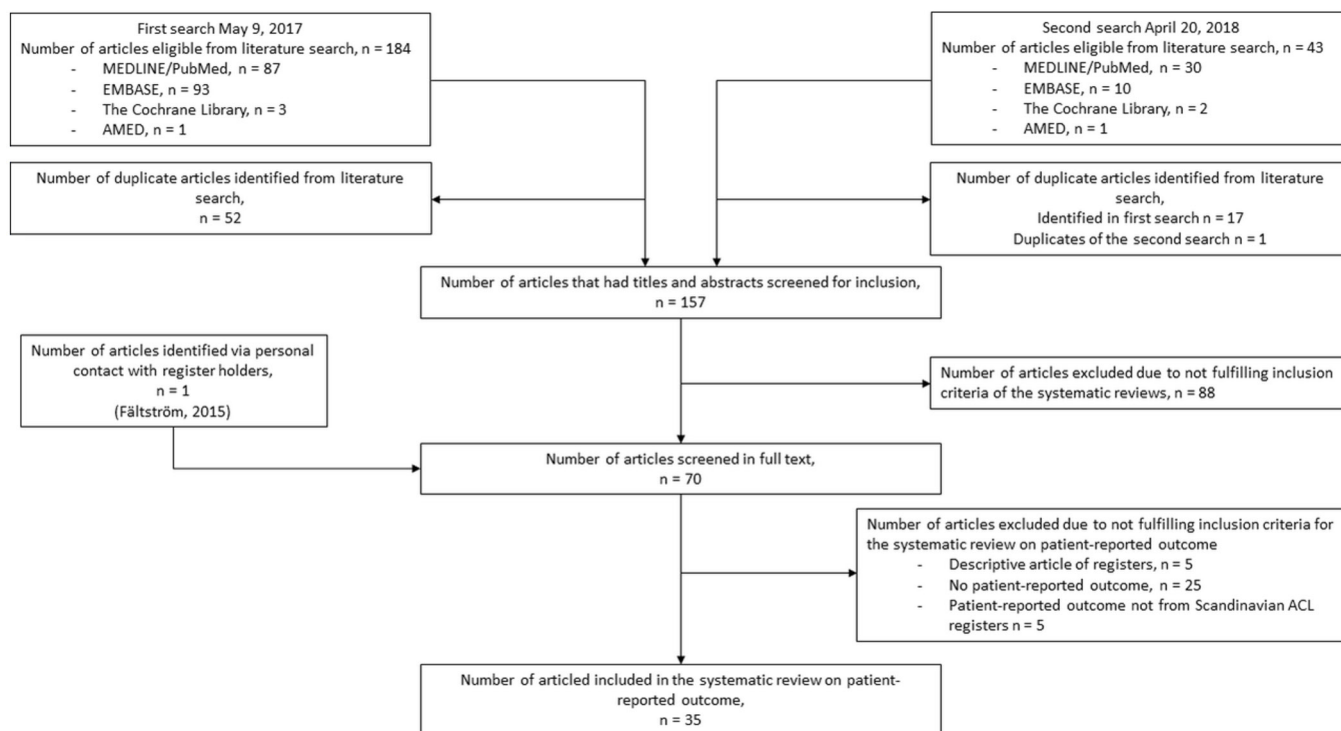 First search May 9, 2017
Number of articles eligible from literature search, n = 184
- MEDLINE/PubMed, n = 87
- EMBASE, n = 93
- The Cochrane Library, n = 3
- AMED, n = 1
Second search April 20, 2018
Number of articles eligible from literature search, n = 43
- MEDLINE/PubMed, n = 30
- EMBASE, n = 10
- The Cochrane Library, n = 2
- AMED, n = 1
Number of duplicate articles identified from literature
search,
n = 52
Number of duplicate articles identified from literature
search,
Identified in first search n = 17
Duplicates of the second search n = 1
Number of articles that had titles and abstracts screened for inclusion,
n = 157
Number of articles identified via personal
contact with register holders,
n = 1
(Fältström, 2015)
Number of articles excluded due to not fulfilling inclusion
criteria of the systematic reviews, n = 88
Number of articles screened in full text,
n = 70
Number of articles excluded due to not fulfilling inclusion criteria for
the systematic review on patient-reported outcome
- Descriptive article of registers, n = 5
- No patient-reported outcome, n = 25
- Patient-reported outcome not from Scandinavian ACL
registers n = 5
Number of articled included in the systematic review on patient-
reported outcome,
n = 35